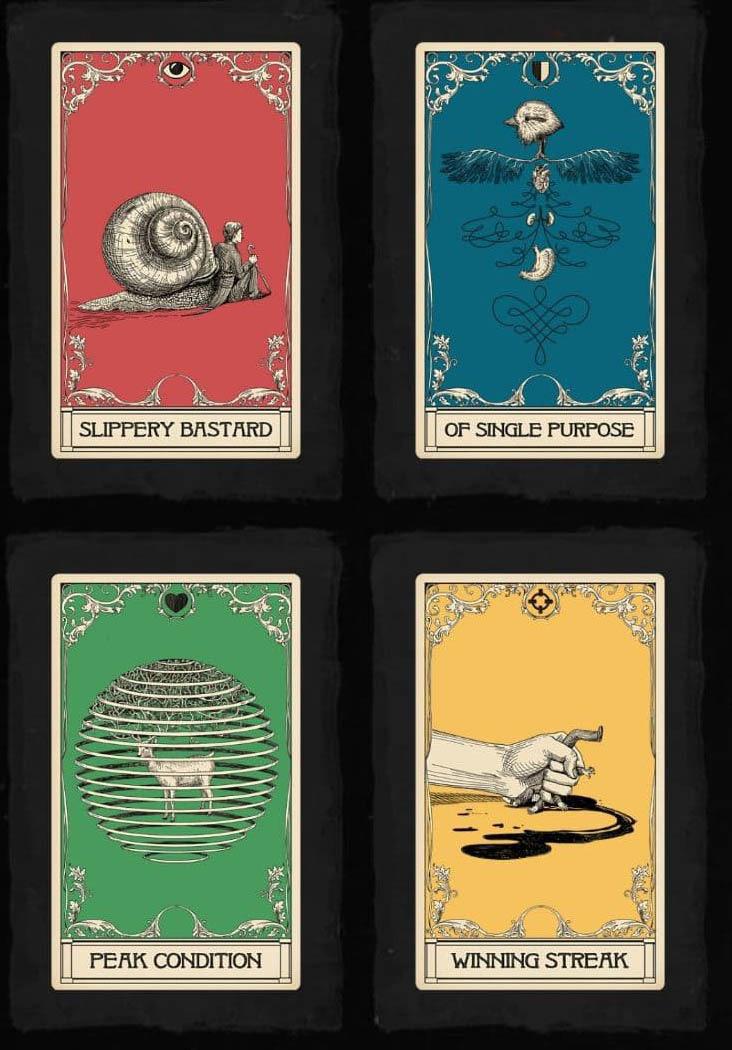 SLIPPERY BASTARD
OF SINGLE PURPOSE
PEAK CONDITION
WINNING STREAK